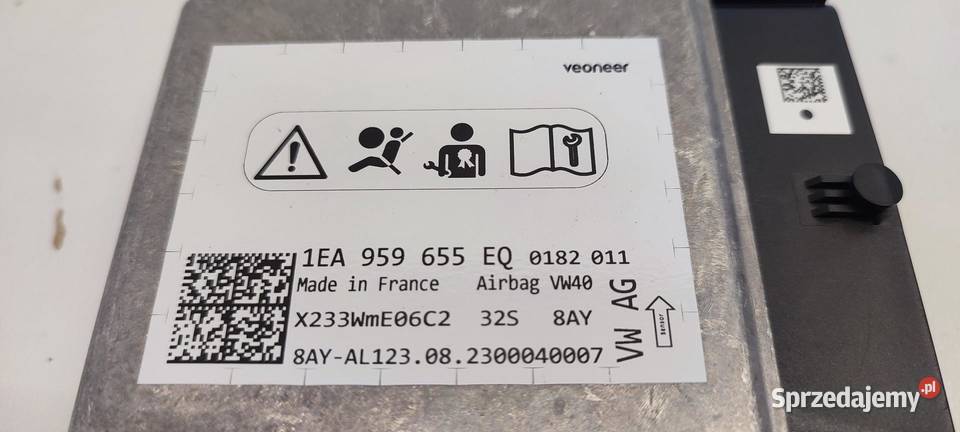 veoneer
1EA 959 655 EQ 0182 011
Made in France Airbag VW40
X233WmE06C2 32S 8AY
8AY-AL123.08.2300040007
VW AG
sensor
Sprzedajemy.pl